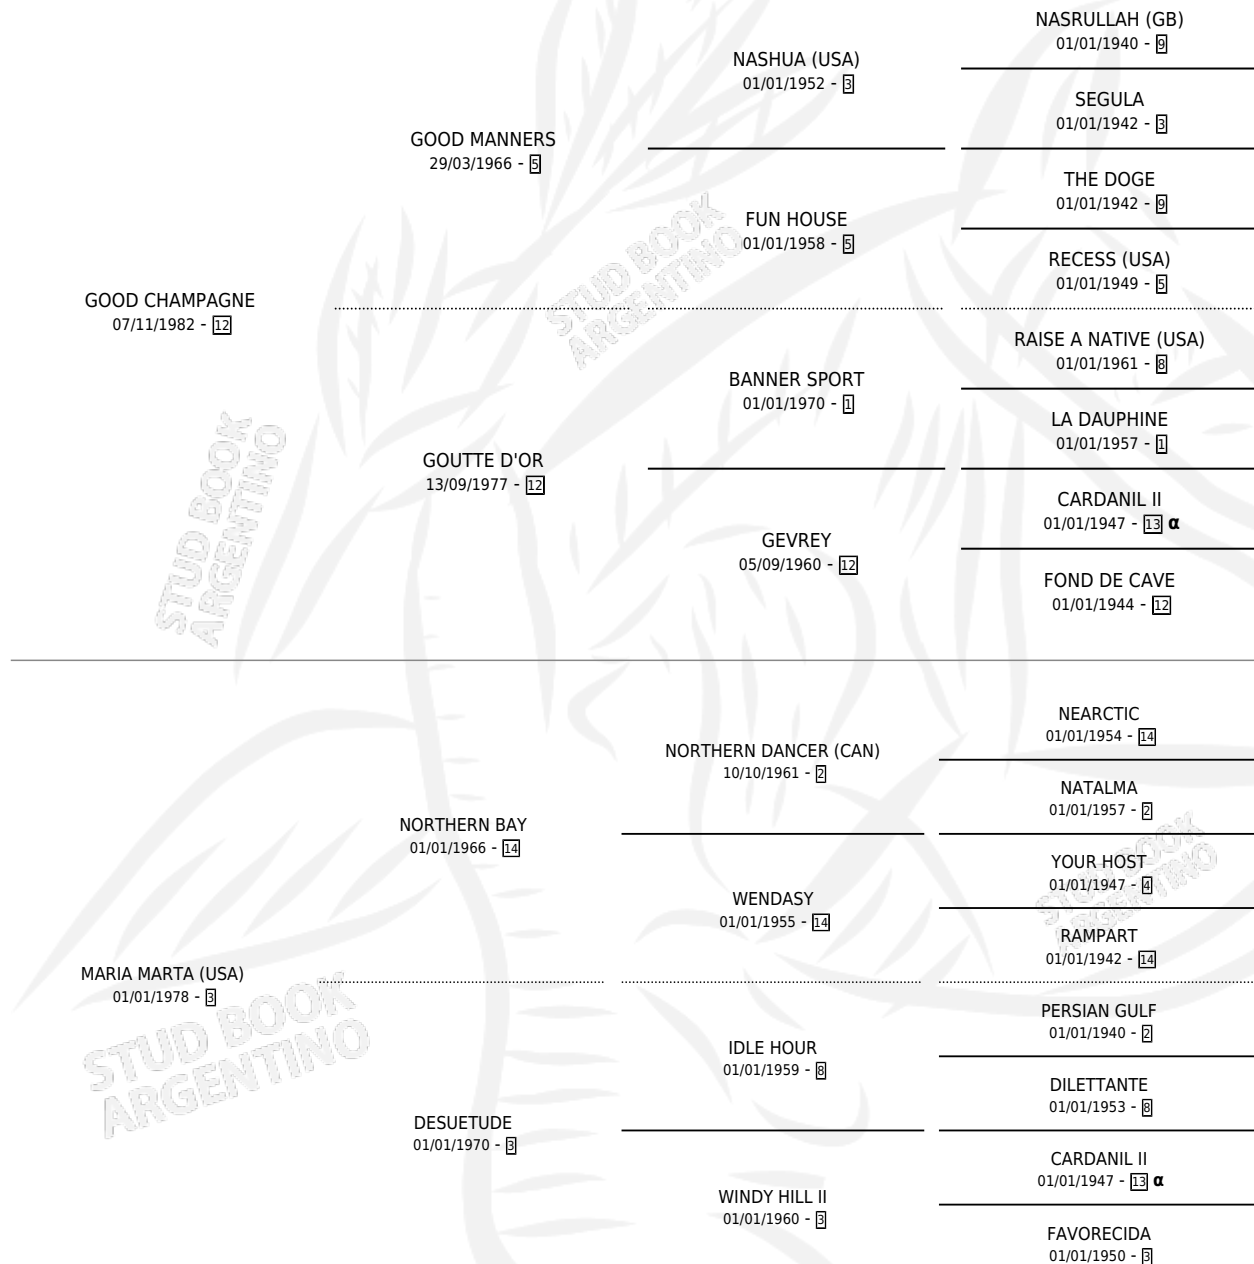 NASRULLAH (GB)
01/01/1940 - 9
NASHUA (USA)
01/01/1952 - 3
SEGULA
01/01/1942 - 3
GOOD MANNERS
29/03/1966 - 5
THE DOGE
01/01/1942 - 9
FUN HOUSE
01/01/1958 - 5
RECESS (USA)
01/01/1949 - 5
GOOD CHAMPAGNE
07/11/1982 - 12
RAISE A NATIVE (USA)
01/01/1961 - 8
BANNER SPORT
01/01/1970 - 1
LA DAUPHINE
01/01/1957 - 1
GOUTTE D'OR
13/09/1977 - 12
CARDANIL II
01/01/1947 - 13 α
GEVREY
05/09/1960 - 12
FOND DE CAVE
01/01/1944 - 12
NEARCTIC
01/01/1954 - 14
NORTHERN DANCER (CAN)
10/10/1961 - 2
NATALMA
01/01/1957 - 2
NORTHERN BAY
01/01/1966 - 14
YOUR HOST
01/01/1947 - 4
WENDASY
01/01/1955 - 14
RAMPART
01/01/1942 - 14
MARIA MARTA (USA)
01/01/1978 - 3
PERSIAN GULF
01/01/1940 - 2
IDLE HOUR
01/01/1959 - 8
DILETTANTE
01/01/1953 - 8
DESUETUDE
01/01/1970 - 3
CARDANIL II
01/01/1947 - 13 α
WINDY HILL II
01/01/1960 - 3
FAVORECIDA
01/01/1950 - 3
STUD BOOK
ARGENTINO
STUD BOOK
ARGENTINO
STUD BOOK
ARGENTINO
STUD BOOK
ARGENTINO